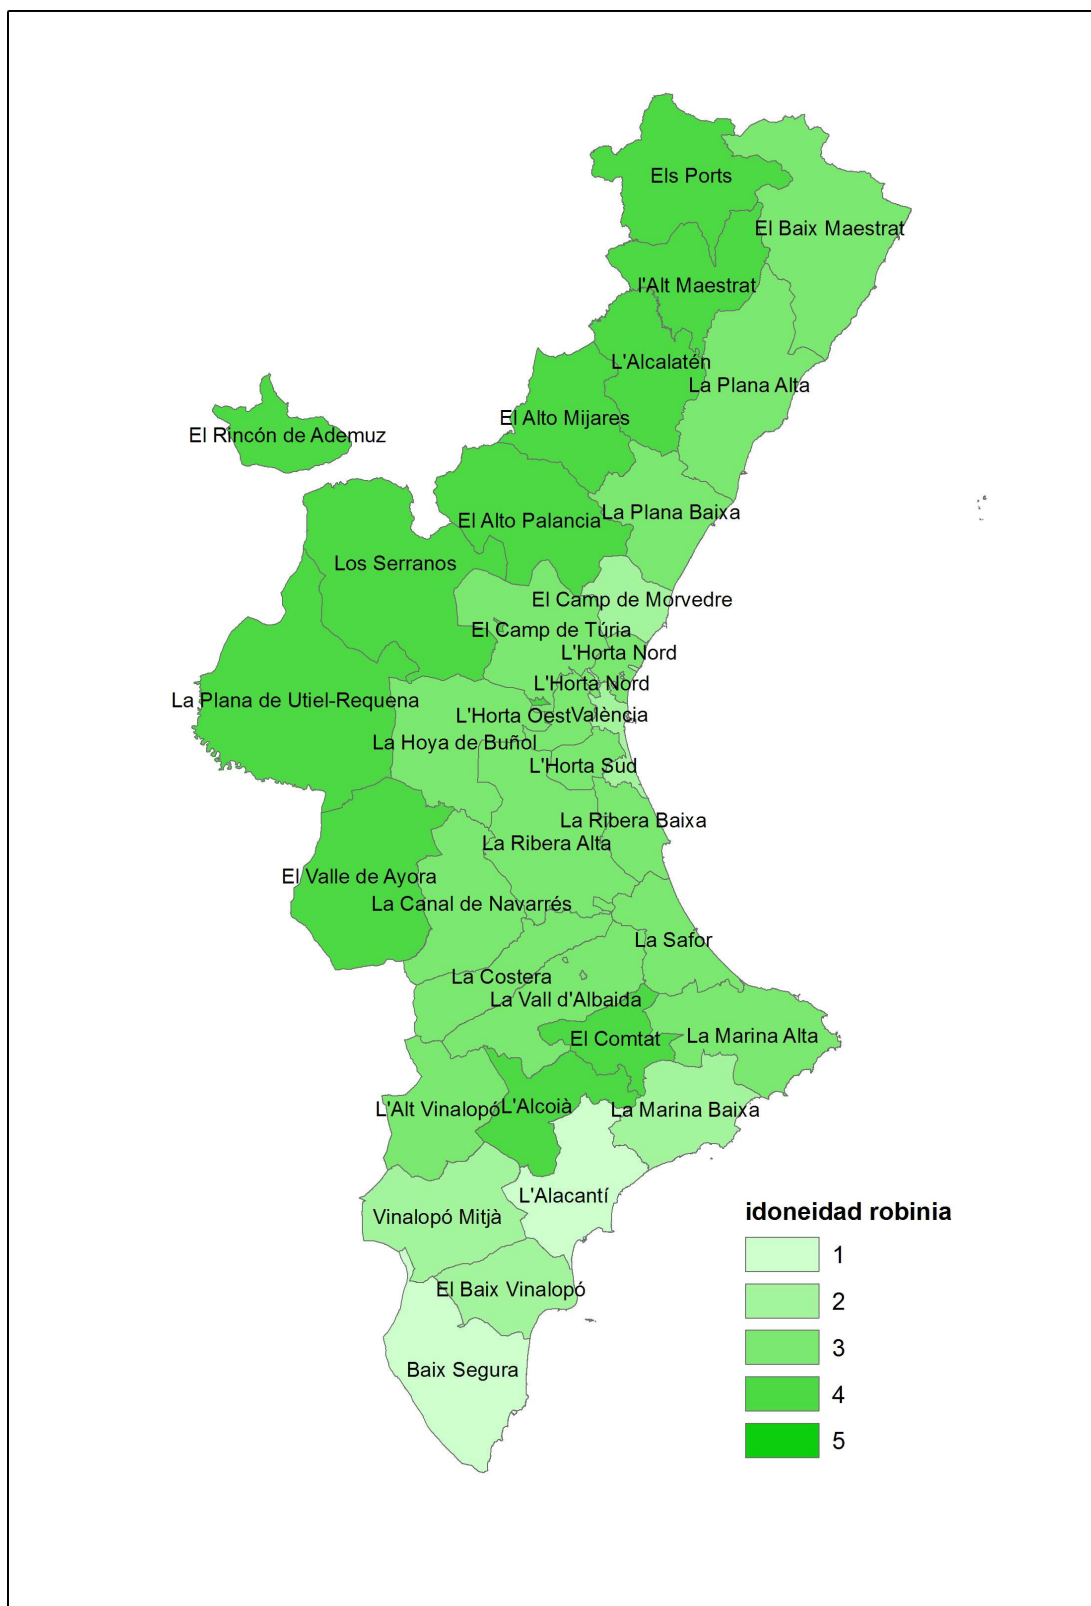 Els Ports
El Baix Maestrat
l'Alt Maestrat
L'Alcalatén
La Plana Alta
El Alto Mijares
El Rincón de Ademuz
La Plana Baixa
El Alto Palancia
Los Serranos
El Camp de Morvedre
El Camp de Túria
L'Horta Nord
L'Horta Nord
La Plana de Utiel-Requena
L'Horta Oest
València
La Hoya de Buñol
L'Horta Sud
La Ribera Baixa
La Ribera Alta
El Valle de Ayora
La Canal de Navarrés
La Safor
La Costera
La Vall d'Albaida
El Comtat
La Marina Alta
L'Alt Vinalopó
L'Alcoià
La Marina Baixa
L'Alacantí
Vinalopó Mitjà
El Baix Vinalopó
Baix Segura
idoneidad robinia
1
2
3
4
5